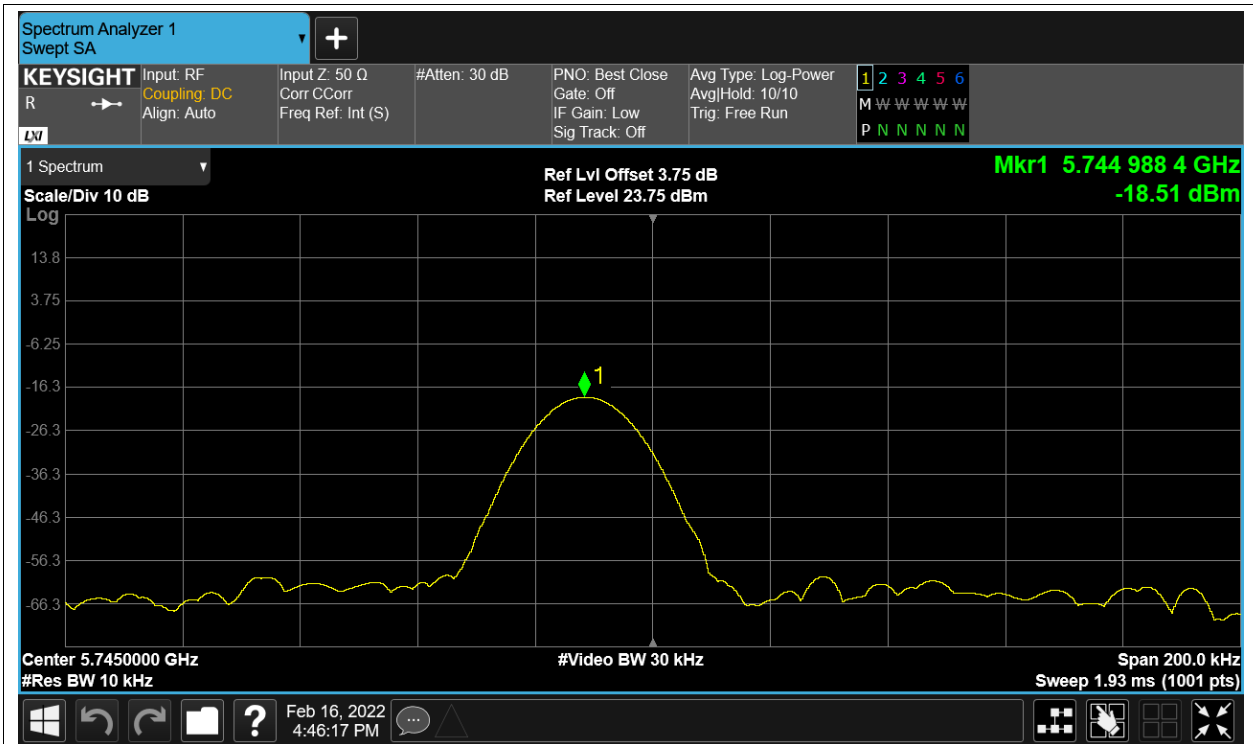 Spectrum Analyzer 1
Swept SA
KEYSIGHT
R
LXI
Input: RF
Coupling: DC
Align: Auto
Input Z: 50 Ω
Corr CCorr
Freq Ref: Int (S)
#Atten: 30 dB
PNO: Best Close
Gate: Off
IF Gain: Low
Sig Track: Off
Avg Type: Log-Power
Avg|Hold: 10/10
Trig: Free Run
1 2 3 4 5 6
M W W W W W
P N N N N N
1 Spectrum
Scale/Div 10 dB
Log
Ref Lvl Offset 3.75 dB
Ref Level 23.75 dBm
Mkr1 5.744 988 4 GHz
-18.51 dBm
13.8
3.75
-6.25
-16.3
-26.3
-36.3
-46.3
-56.3
-66.3
1
Center 5.7450000 GHz
#Res BW 10 kHz
#Video BW 30 kHz
Span 200.0 kHz
Sweep 1.93 ms (1001 pts)
?
Feb 16, 2022
4:46:17 PM